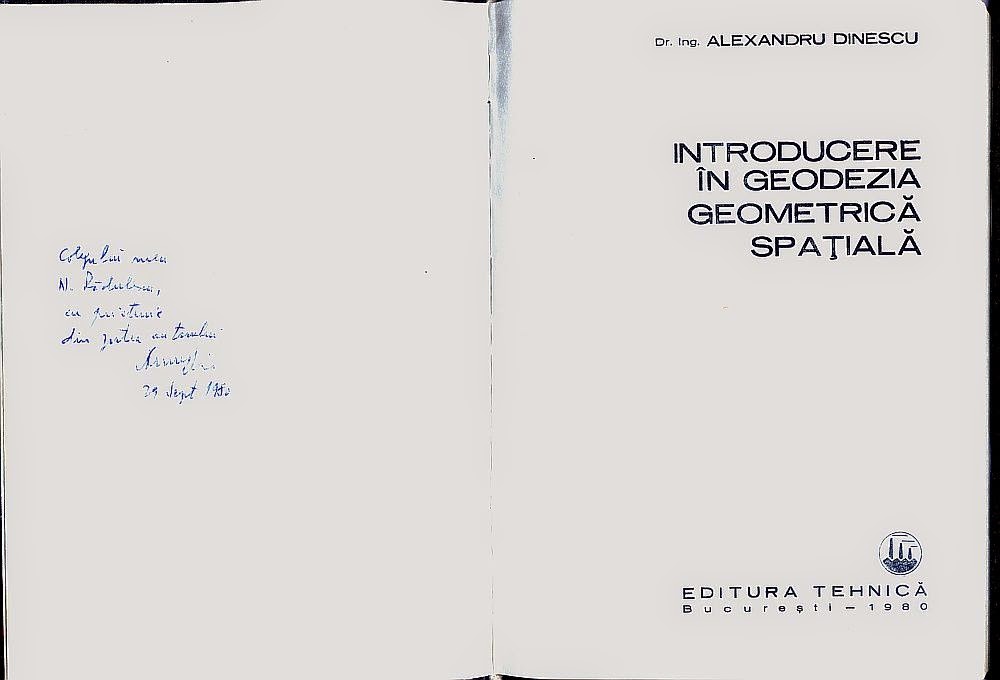 Colegului meu
N. Rădulescu,
cu prietenie
din partea autorului
29 sept 1980
Dr. Ing. ALEXANDRU DINESCU
INTRODUCERE
ÎN GEODEZIA
GEOMETRICĂ
SPAŢIALĂ
EDITURA TEHNICĂ
București – 1980